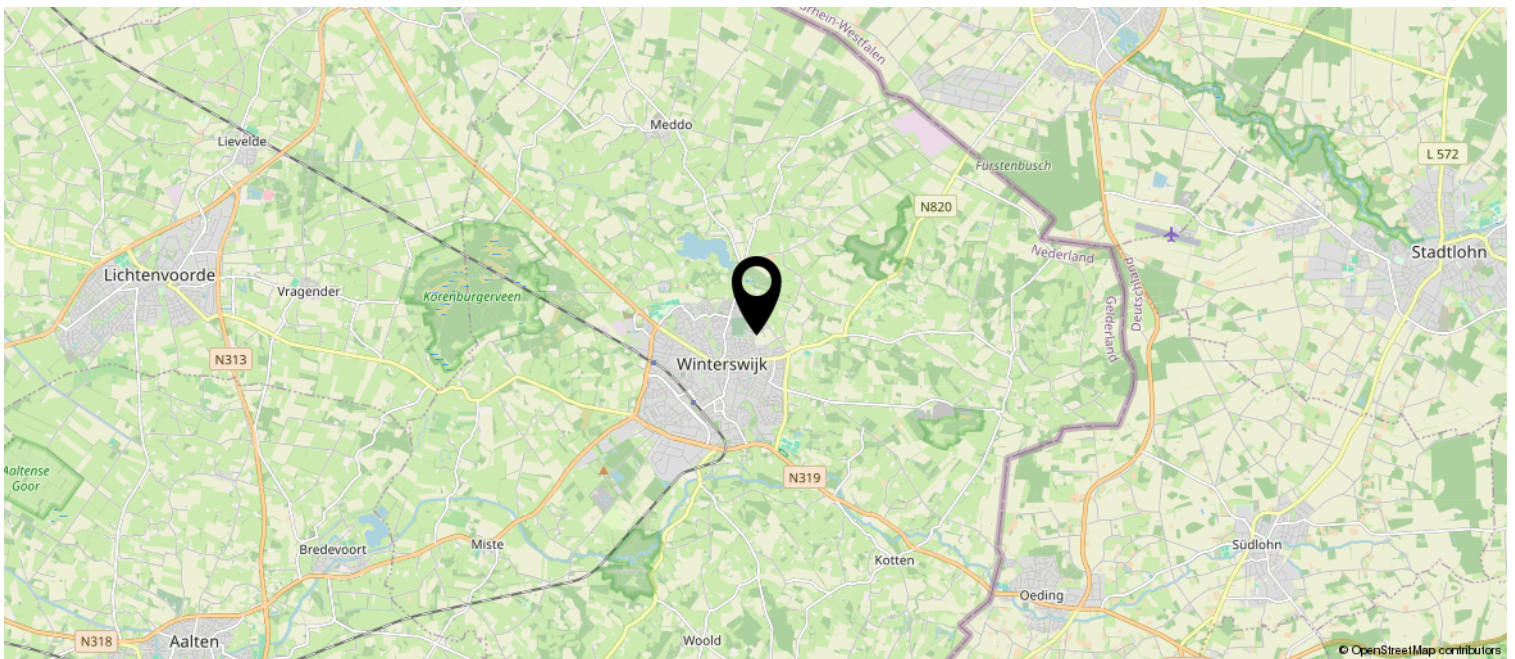 urhein-Westfalen
Meddo
Lievelde
Fürstenbusch
L 572
N820
Nederland
Stadtlohn
Lichtenvoorde
Vragender
Korenburgerveen
Deutschland
Gelderland
N313
Winterswijk
Aaltense
Goor
N319
Bredevoort
Miste
Kotten
Südlohn
Oeding
N318
Aalten
Woold
© OpenStreetMap contributors